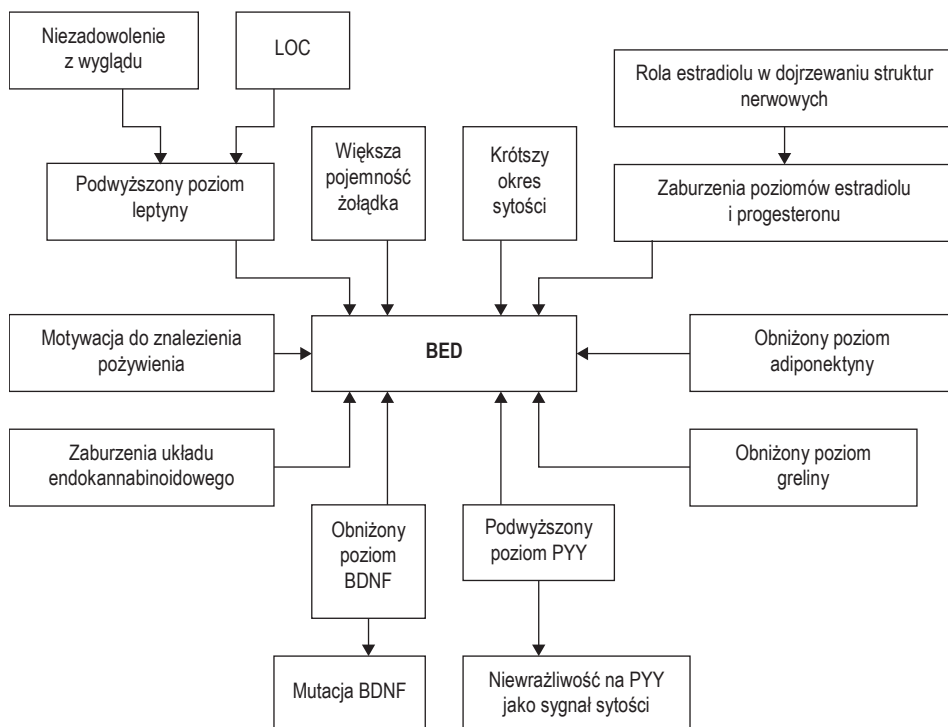 Niezadowolenie
z wyglądu
LOC
Rola estradiolu w dojrzewaniu struktur
nerwowych
Większa
pojemność
żołądka
Krótszy
okres
sytości
Podwyższony poziom
leptyny
Zaburzenia poziomów estradiolu
i progesteronu
Motywacja do znalezienia
pożywienia
BED
Obniżony poziom
adiponektyny
Zaburzenia układu
endokannabinoidowego
Obniżony poziom
greliny
Obniżony
poziom
BDNF
Podwyższony
poziom PYY
Mutacja BDNF
Niewrażliwość na PYY
jako sygnał sytości